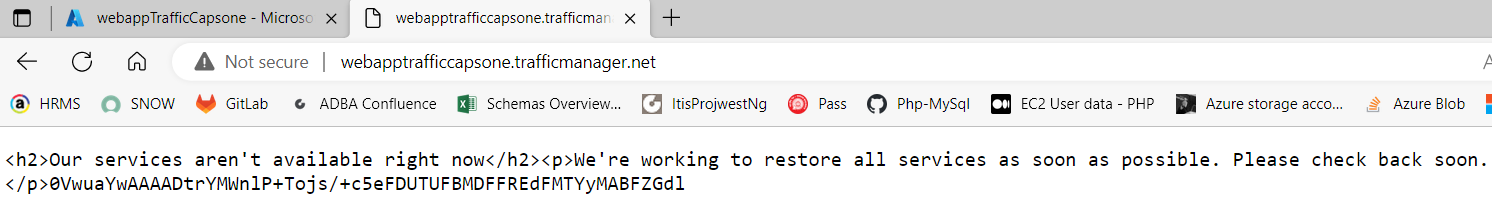 webappTrafficCapsone - Microso
webapptrafficcapsone.trafficman
Not secure | webapptrafficcapsone.trafficmanager.net
HRMS SNOW GitLab ADBA Confluence Schemas Overview... ItisProjwestNg Pass Php-MySql EC2 User data - PHP Azure storage acco... Azure Blob
<h2>Our services aren't available right now</h2><p>We're working to restore all services as soon as possible. Please check back soon.
</p>0VwuaYwAAAADtrYMWnlP+Tojs/+c5eFDUTUFBMDFFREdFMTYyMABFZGdl